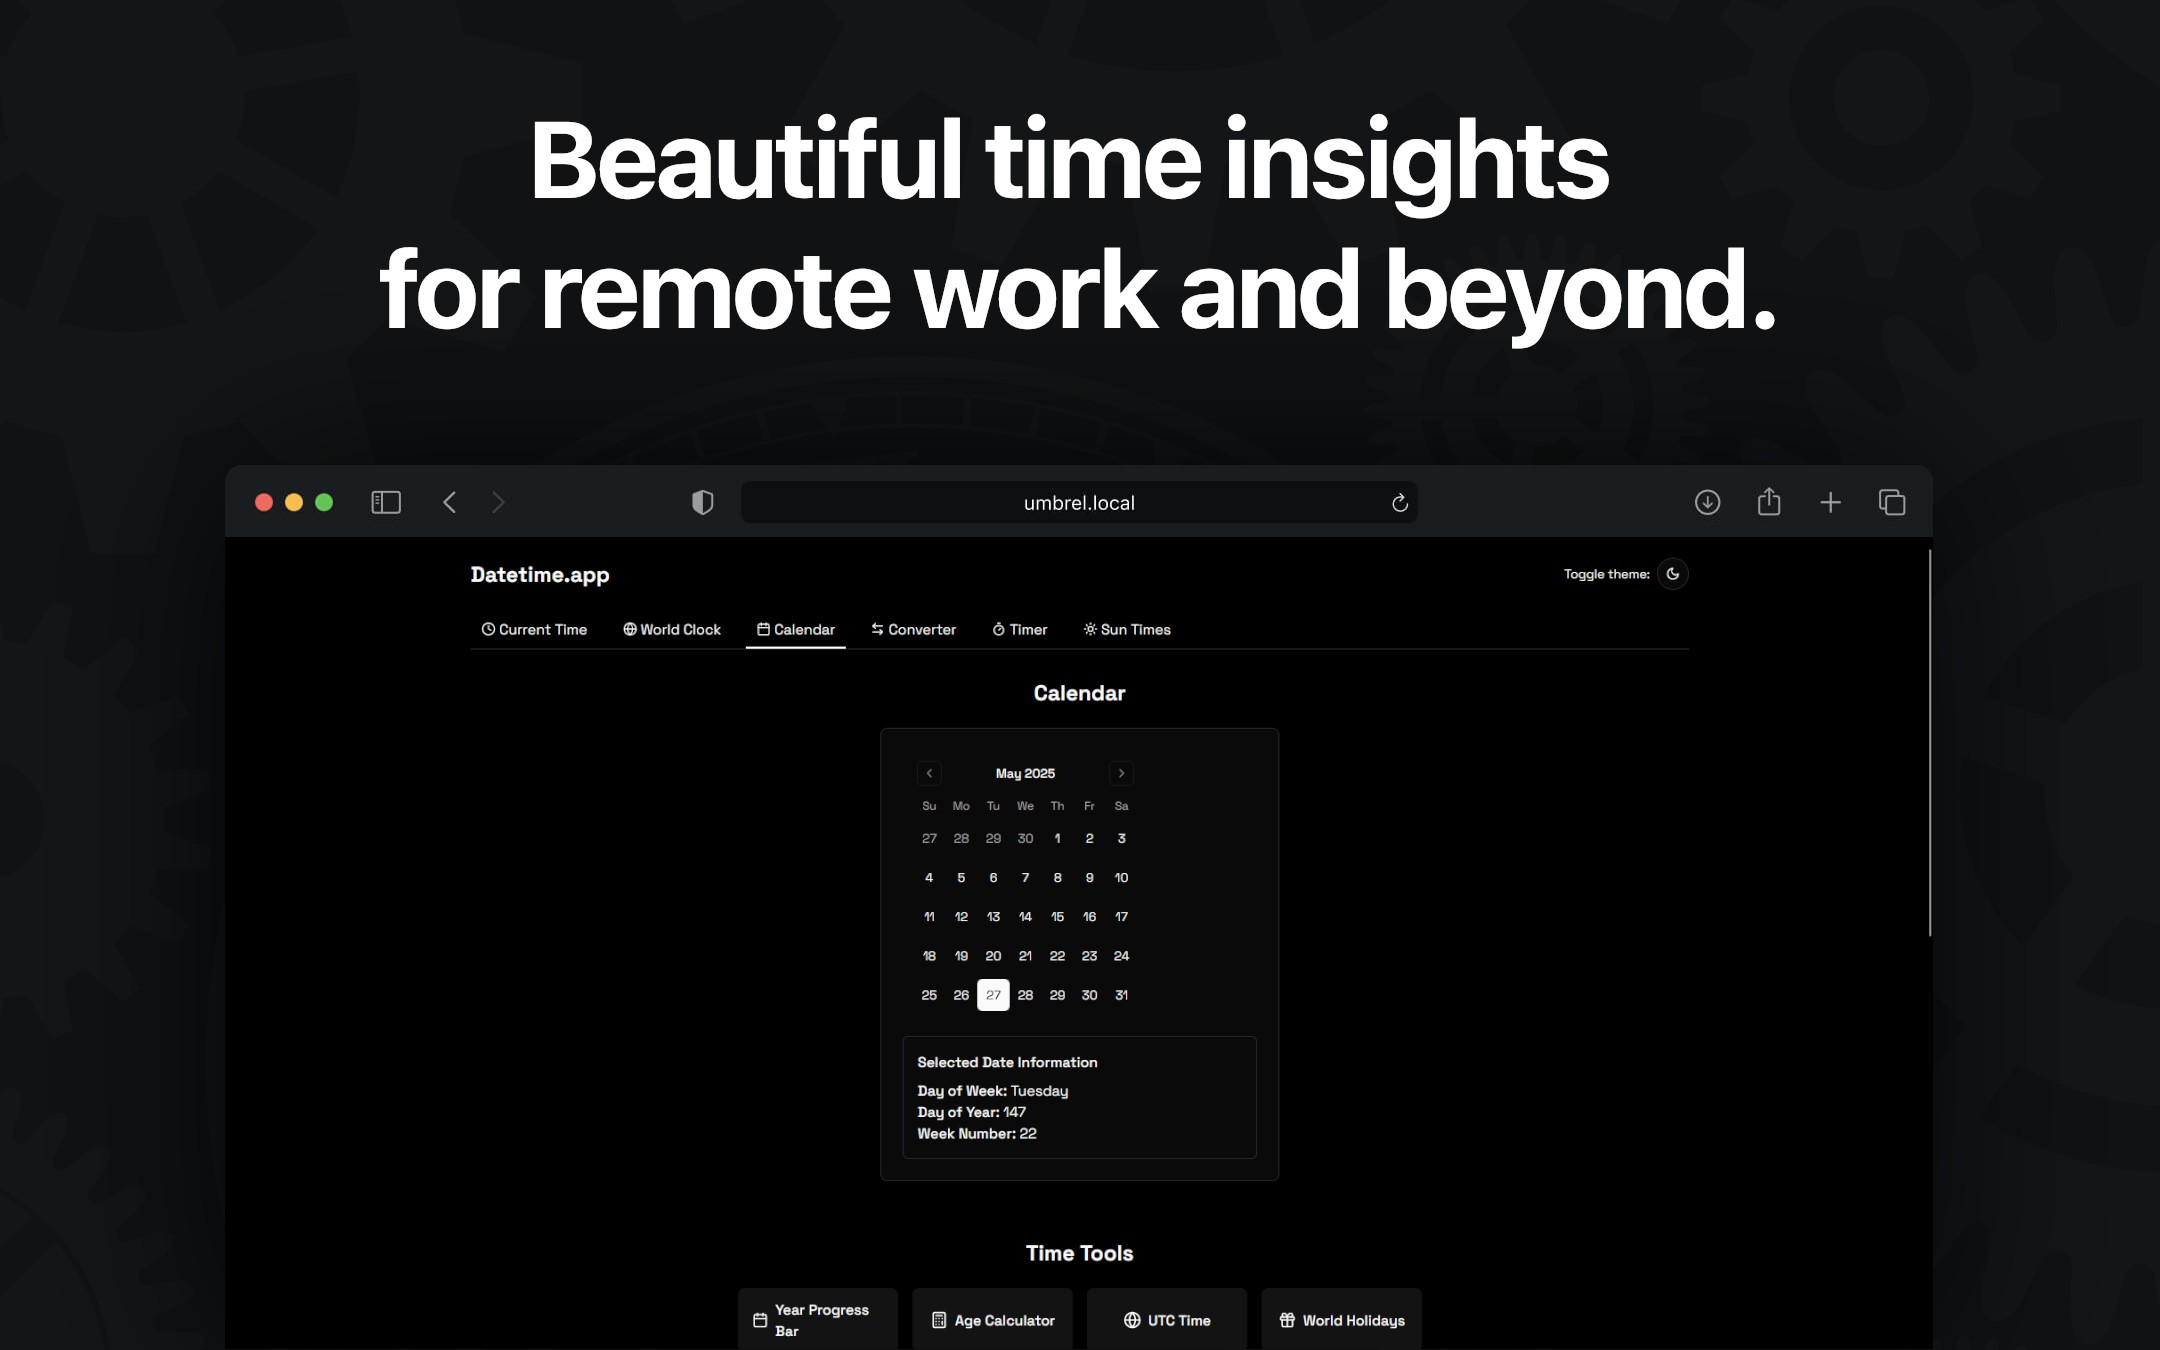 Beautiful time insights
for remote work and beyond.
umbrel.local
Datetime.app
Toggle theme:
Current Time World Clock Calendar Converter Timer Sun Times
Calendar
May 2025
Su Mo Tu We Th Fr Sa
27 28 29 30 1 2 3
4 5 6 7 8 9 10
11 12 13 14 15 16 17
18 19 20 21 22 23 24
25 26 27 28 29 30 31
Selected Date Information
Day of Week: Tuesday
Day of Year: 147
Week Number: 22
Time Tools
Year Progress
Bar
Age Calculator
UTC Time
World Holidays